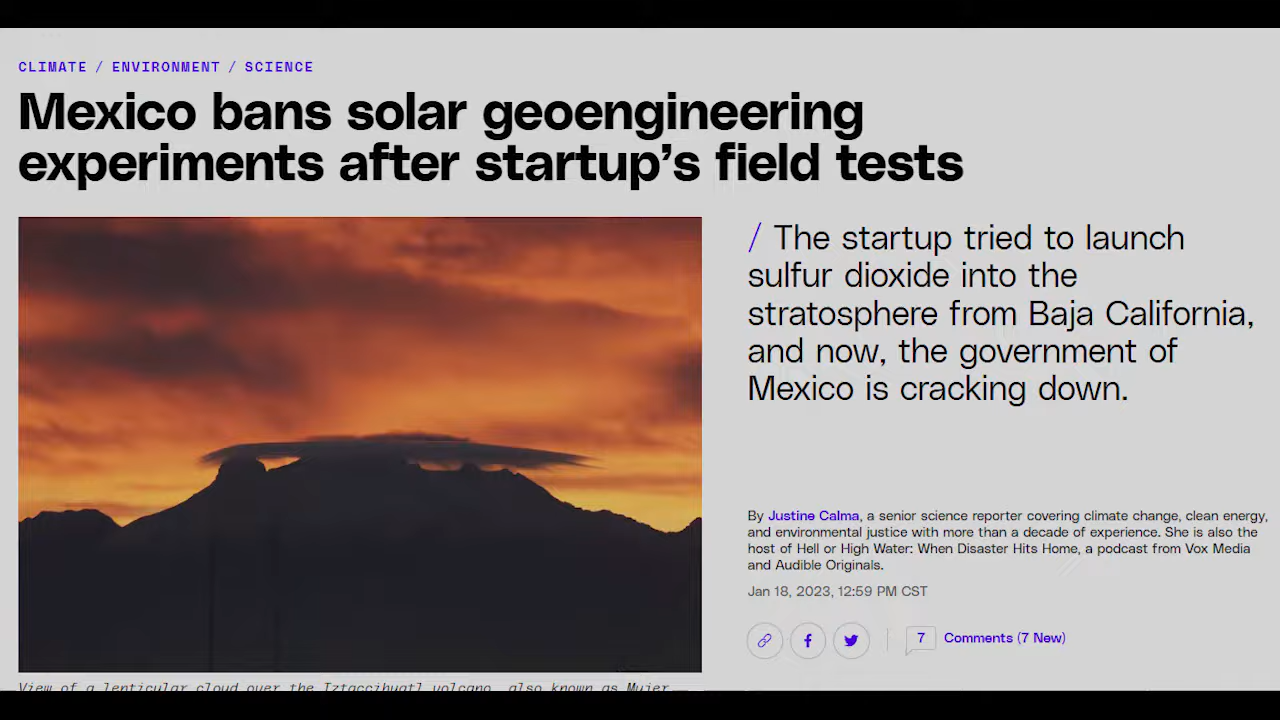 CLIMATE / ENVIRONMENT / SCIENCE
Mexico bans solar geoengineering
experiments after startup's field tests
/ The startup tried to launch
sulfur dioxide into the
stratosphere from Baja California,
and now, the government of
Mexico is cracking down.
By Justine Calma, a senior science reporter covering climate change, clean energy,
and environmental justice with more than a decade of experience. She is also the
host of Hell or High Water: When Disaster Hits Home, a podcast from Vox Media
and Audible Originals.
Jan 18, 2023, 12:59 PM CST
7 Comments (7 New)
View of a lenticular cloud over the Iztaccihuatl volcano, also known as Mujer